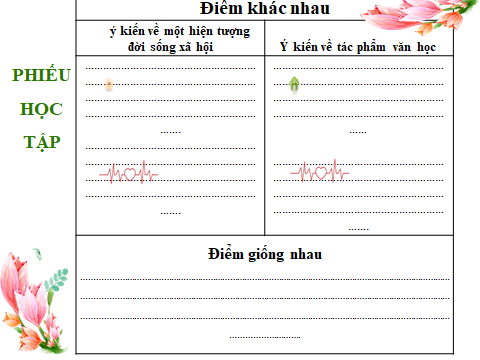 Điểm khác nhau
ý kiến về một hiện tượng
đời sống xã hội
Ý kiến về tác phẩm văn học
PHIẾU
HỌC
TẬP
Điểm giống nhau